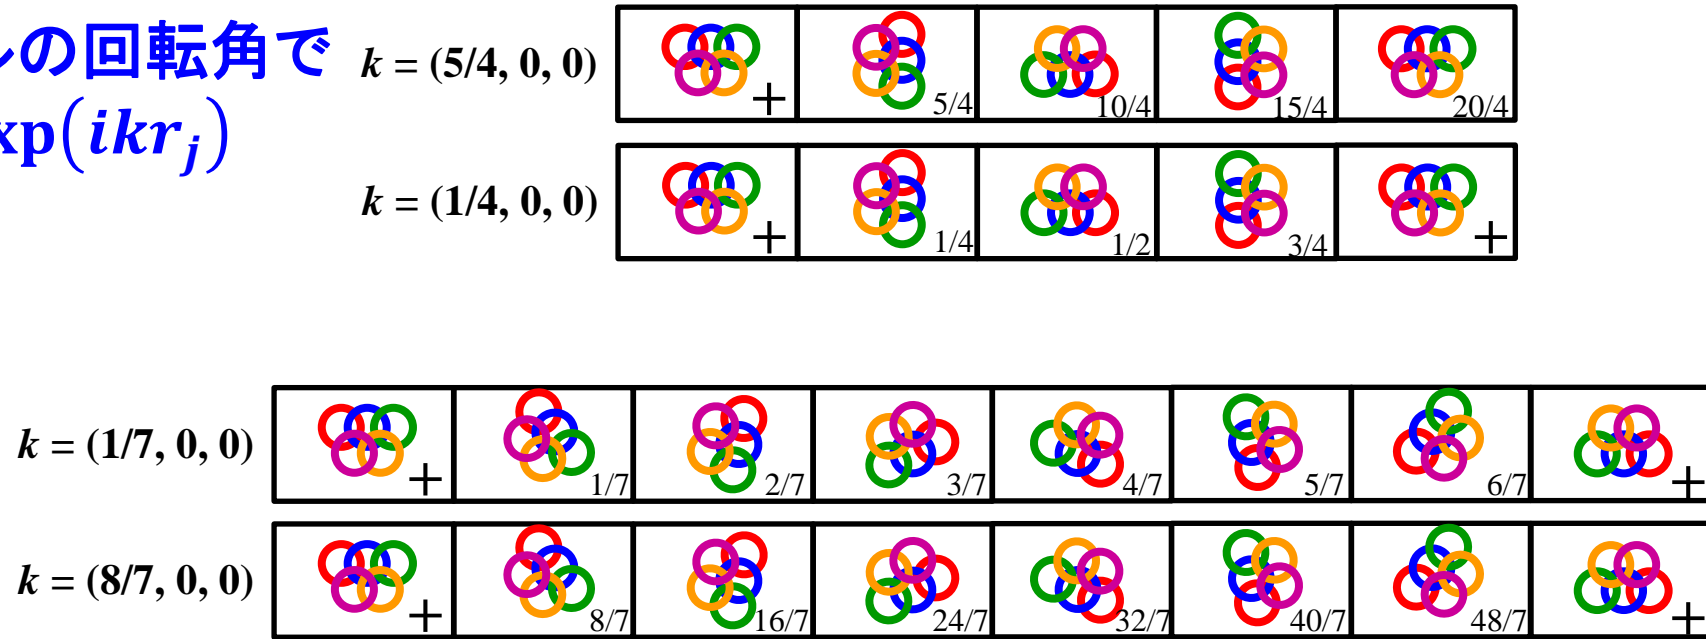 の回転角で
xp(ikr_j)
k = (5/4, 0, 0)
+ 5/4 10/4 15/4 20/4
k = (1/4, 0, 0)
+ 1/4 1/2 3/4 +
k = (1/7, 0, 0)
+ 1/7 2/7 3/7 4/7 5/7 6/7 +
k = (8/7, 0, 0)
+ 8/7 16/7 24/7 32/7 40/7 48/7 +